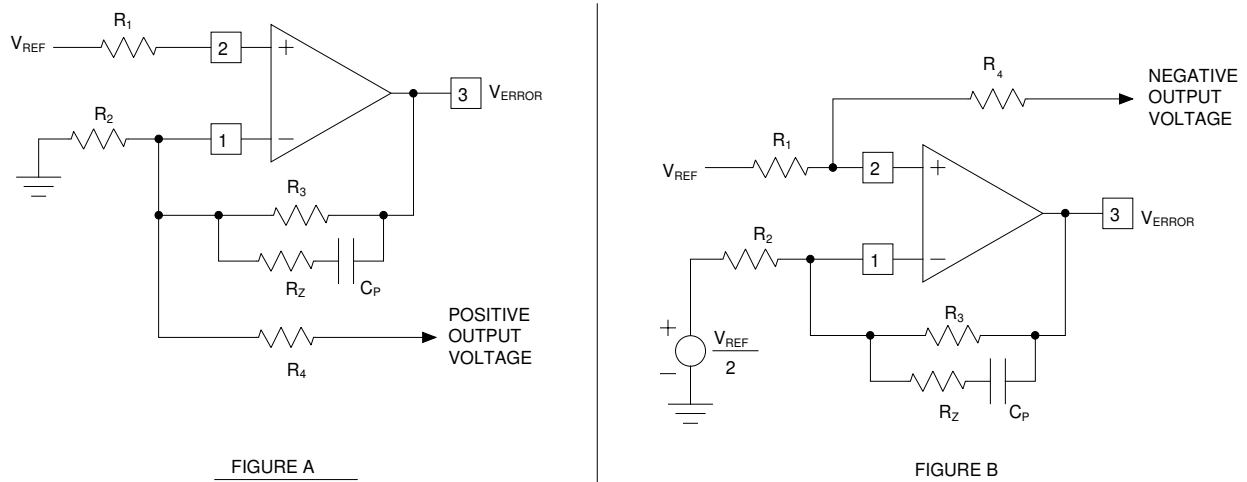 R1
VREF
2
+
3
VERROR
R2
1
−
R3
RZ
CP
POSITIVE
OUTPUT
VOLTAGE
R4
FIGURE A
R4
NEGATIVE
OUTPUT
VOLTAGE
R1
VREF
2
+
3
VERROR
R2
1
−
R3
+
VREF
2
−
RZ
CP
FIGURE B